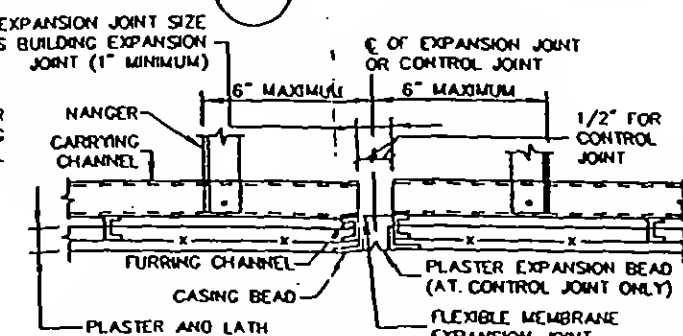 EXPANSION JOINT SIZE
S BUILDING EXPANSION
JOINT (1" MINIMUM)
℄ OF EXPANSION JOINT
OR CONTROL JOINT
6" MAXIMUM
6" MAXIMUM
R
G
NANGER
CARRYING
CHANNEL
1/2" FOR
CONTROL
JOINT
x x x x
FURRING CHANNEL
CASING BEAD
PLASTER AND LATH
PLASTER EXPANSION BEAD
(AT. CONTROL JOINT ONLY)
FLEXIBLE MEMBRANE
EXPANSION JOINT